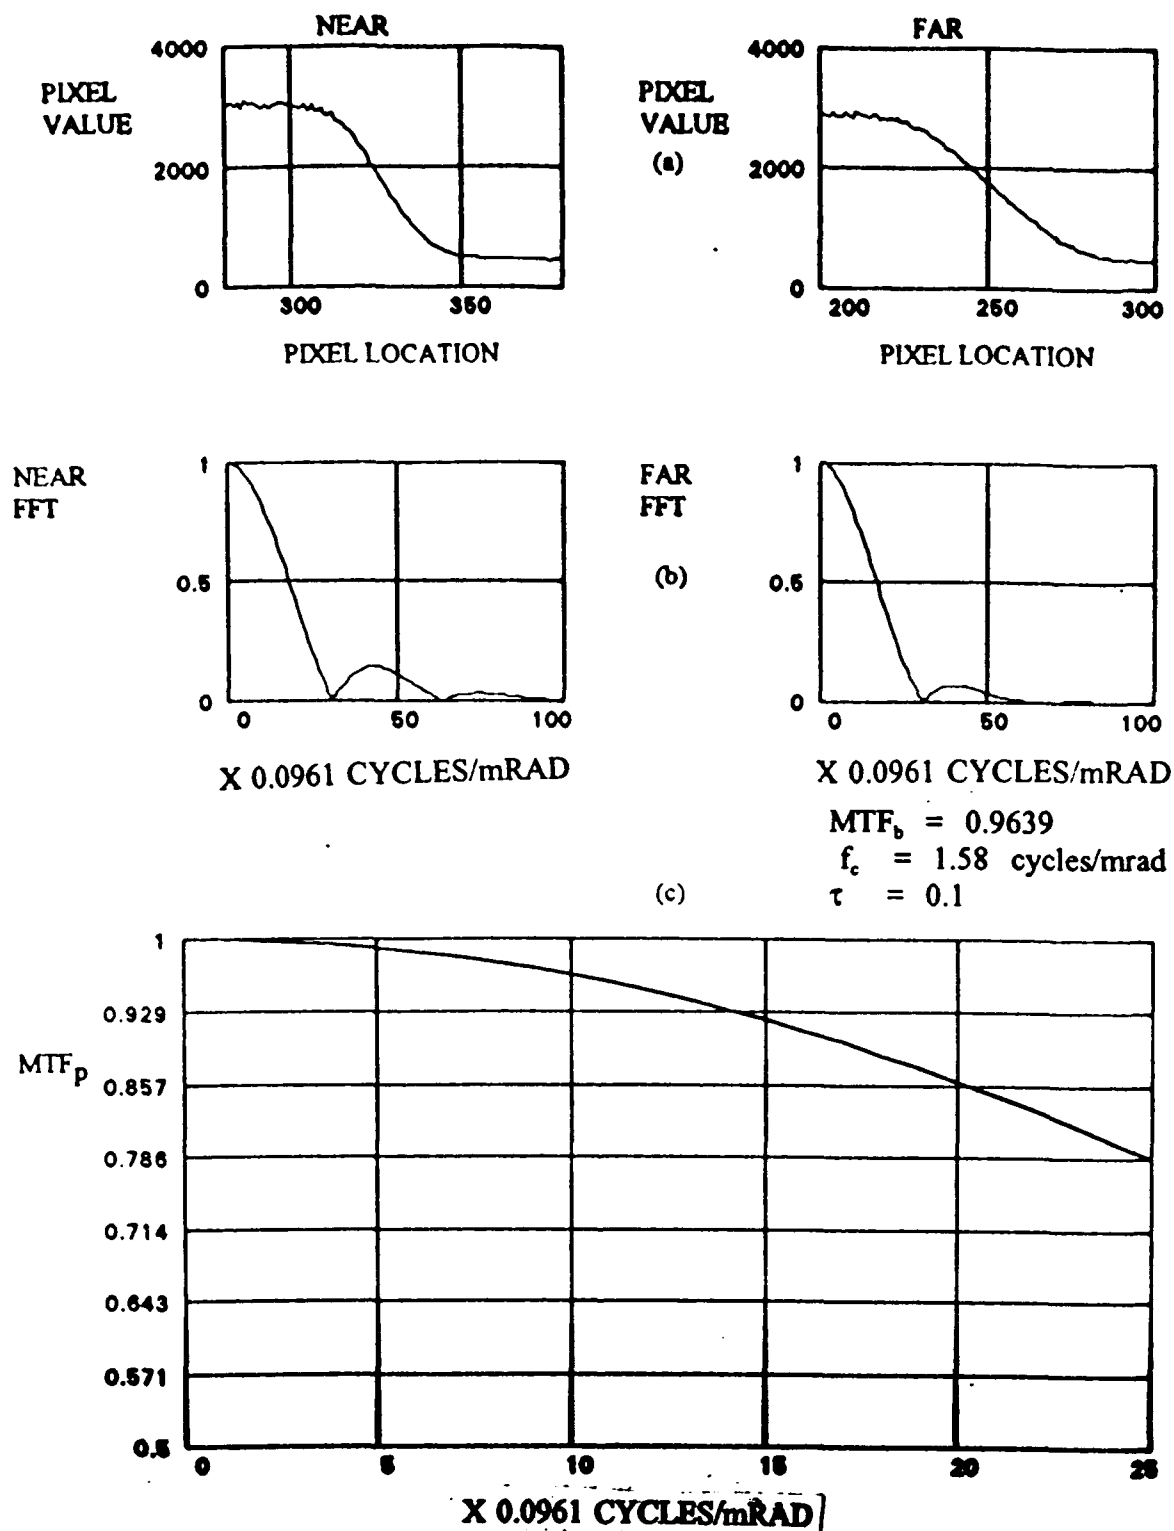 NEAR
4000
PIXEL
VALUE
2000
0
300 350
PIXEL LOCATION
FAR
4000
PIXEL
VALUE
(a)
2000
0
200 250 300
PIXEL LOCATION
NEAR
FFT
1
0.5
0
0 50 100
X 0.0961 CYCLES/mRAD
FAR
FFT
(b)
1
0.5
0
0 50 100
X 0.0961 CYCLES/mRAD
MTF_b = 0.9639
f_c = 1.58 cycles/mrad
τ = 0.1
(c)
1
0.929
MTF_p
0.857
0.786
0.714
0.643
0.571
0.5
0 5 10 15 20 25
X 0.0961 CYCLES/mRAD